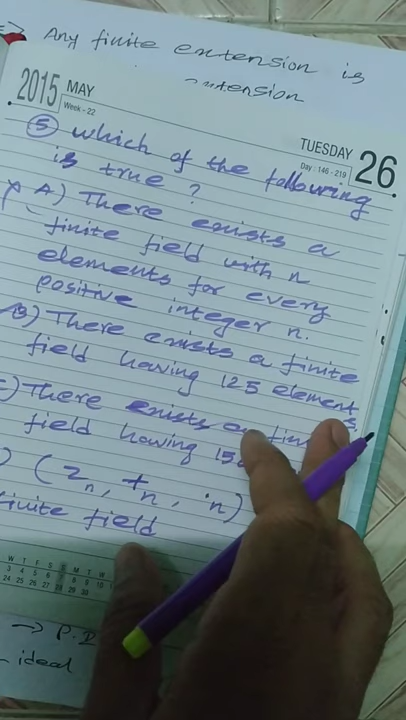 => Any finite extension is
extension
2015 MAY
Week - 22
TUESDAY 26
Day : 146 - 219
⑤ Which of the following
is true ?
X A) There exists a
finite field with n
elements for every
positive integer n.
B) There exists a finite
field having 125 elements.
C) There exists a
field having
) (Zn, +n, ·n)
finite field
W T F S S M T W
→ P.
ideal